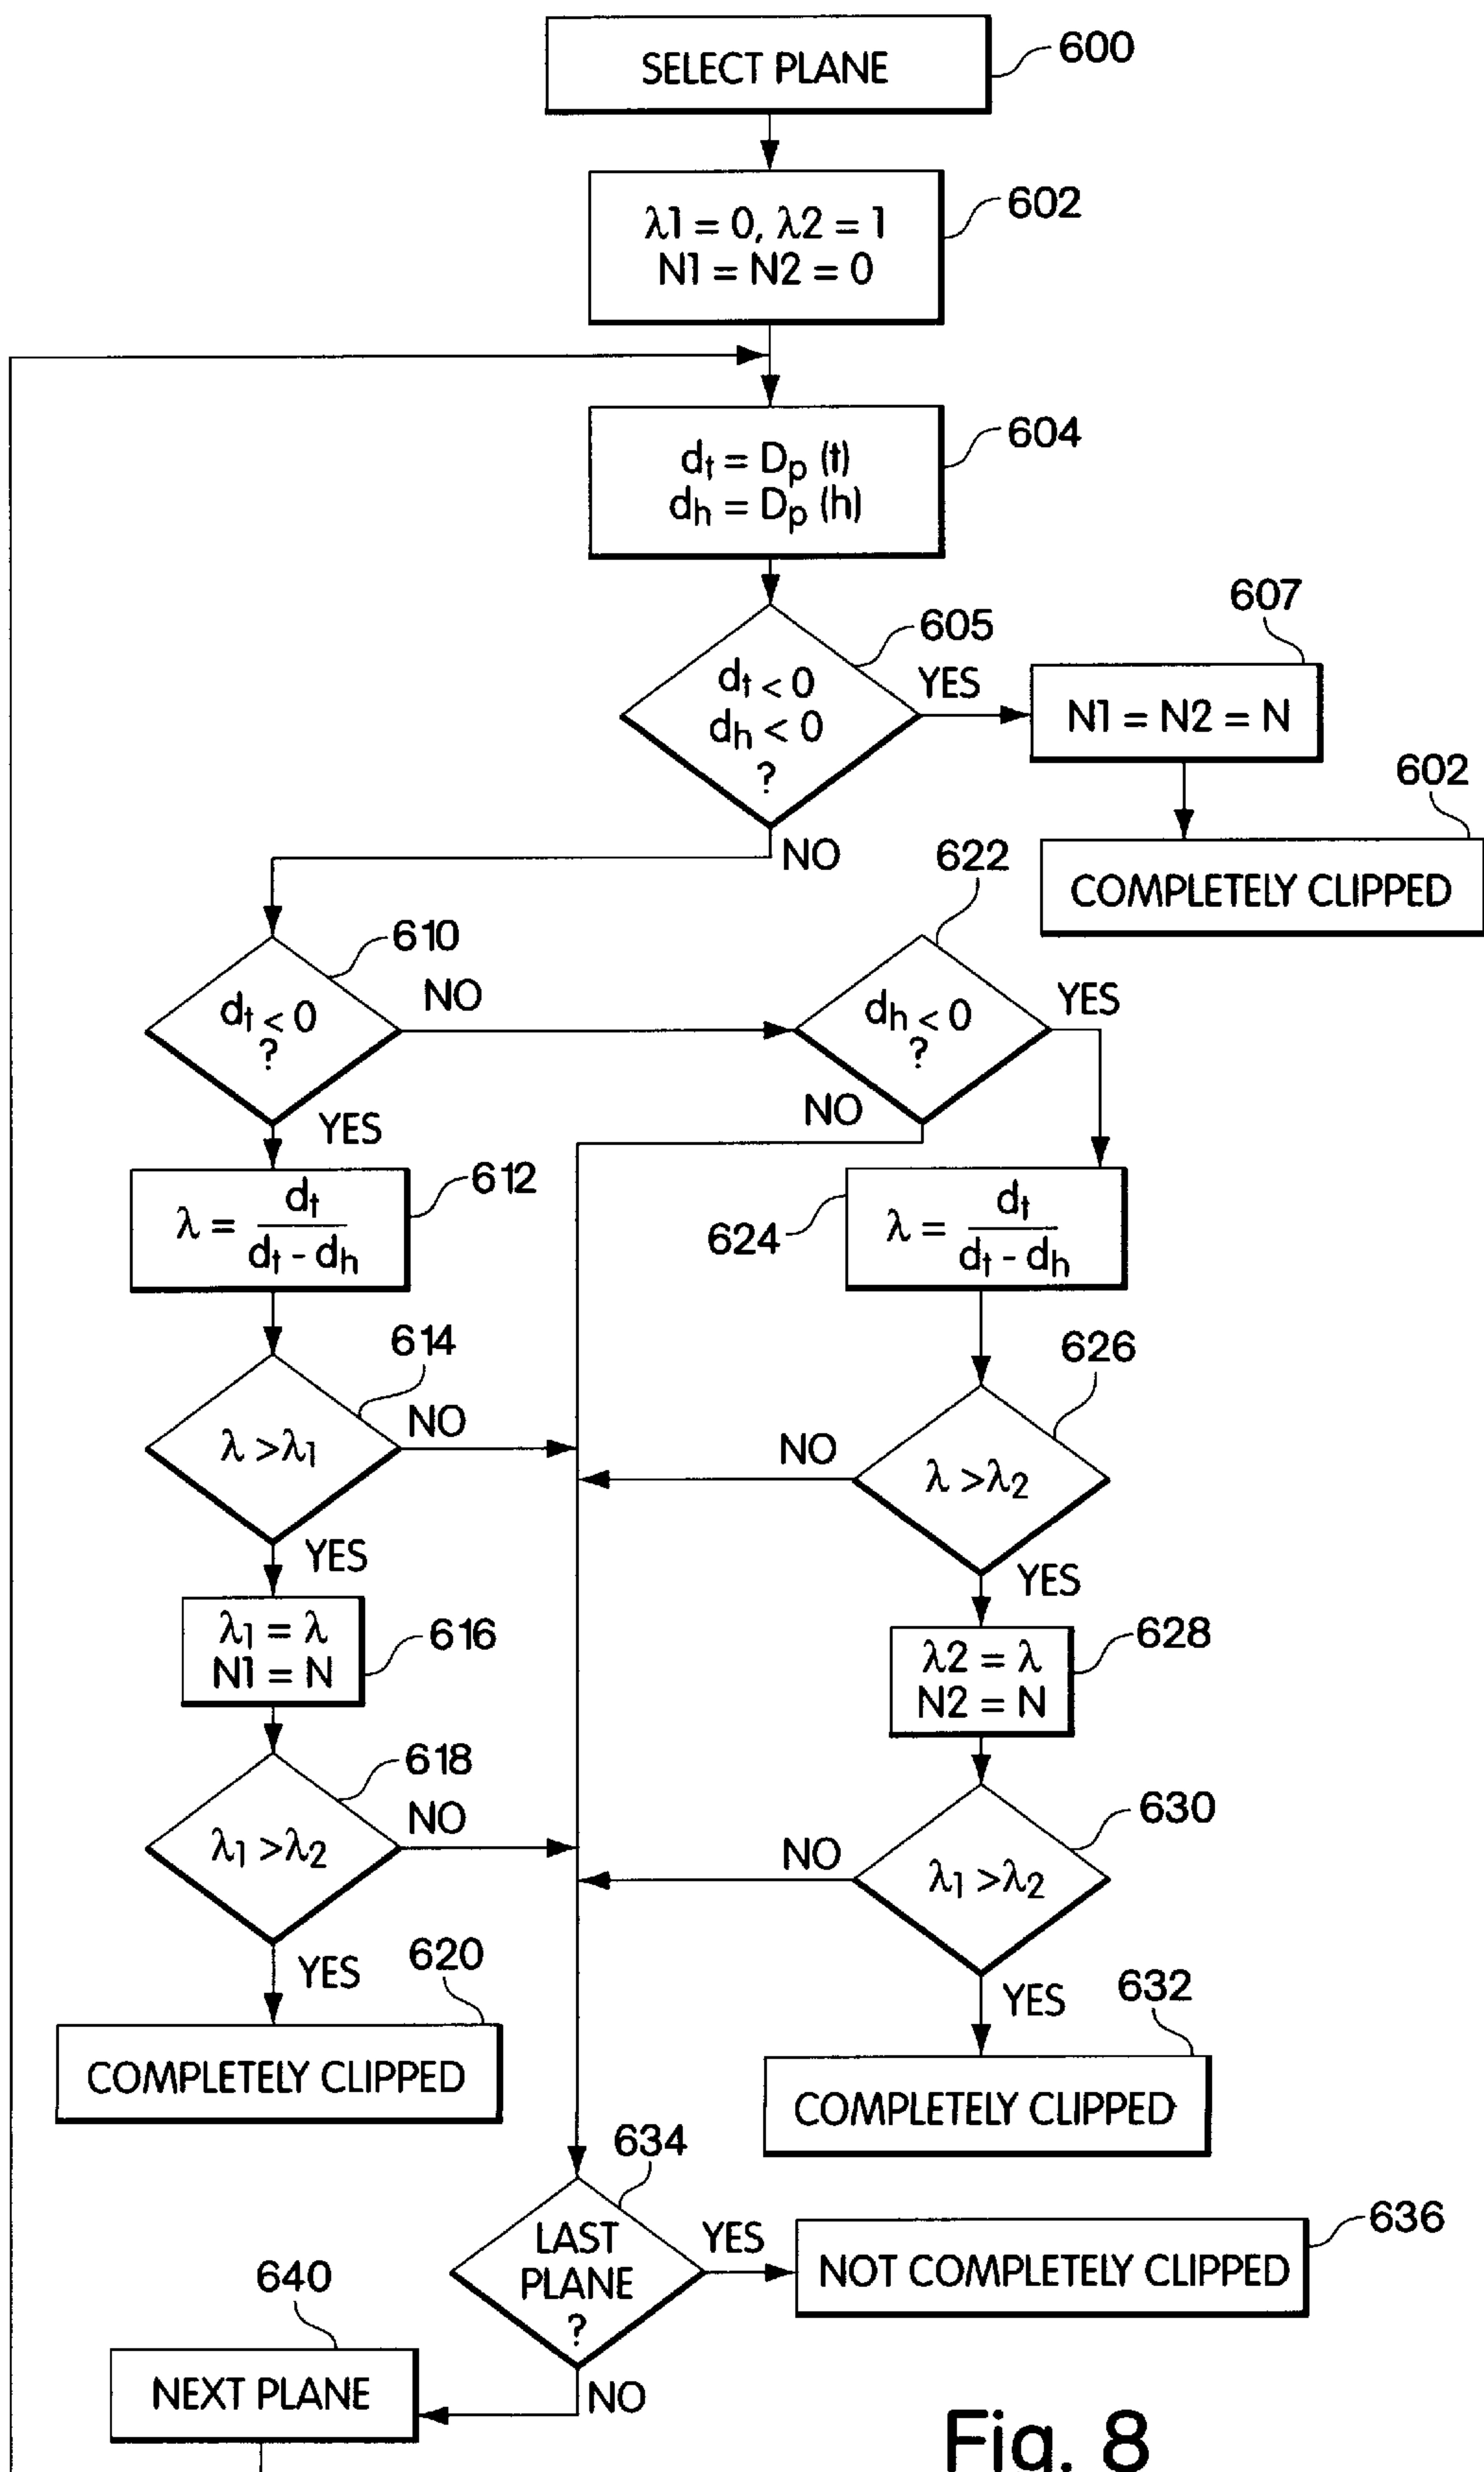 SELECT PLANE
600
λ1 = 0, λ2 = 1
N1 = N2 = 0
602
dt = Dp (t)
dh = Dp (h)
604
dt < 0
dh < 0
?
605
YES
607
N1 = N2 = N
602
COMPLETELY CLIPPED
NO
610
dt < 0
?
NO
622
dh < 0
?
YES
NO
YES
612
λ = dt
dt - dh
624
λ = dt
dt - dh
614
λ > λ1
NO
626
λ > λ2
NO
YES
YES
λ1 = λ
N1 = N
616
λ2 = λ
N2 = N
628
618
λ1 > λ2
NO
630
λ1 > λ2
NO
YES
620
COMPLETELY CLIPPED
YES
632
COMPLETELY CLIPPED
634
LAST
PLANE
?
YES
636
NOT COMPLETELY CLIPPED
NO
640
NEXT PLANE
Fig. 8